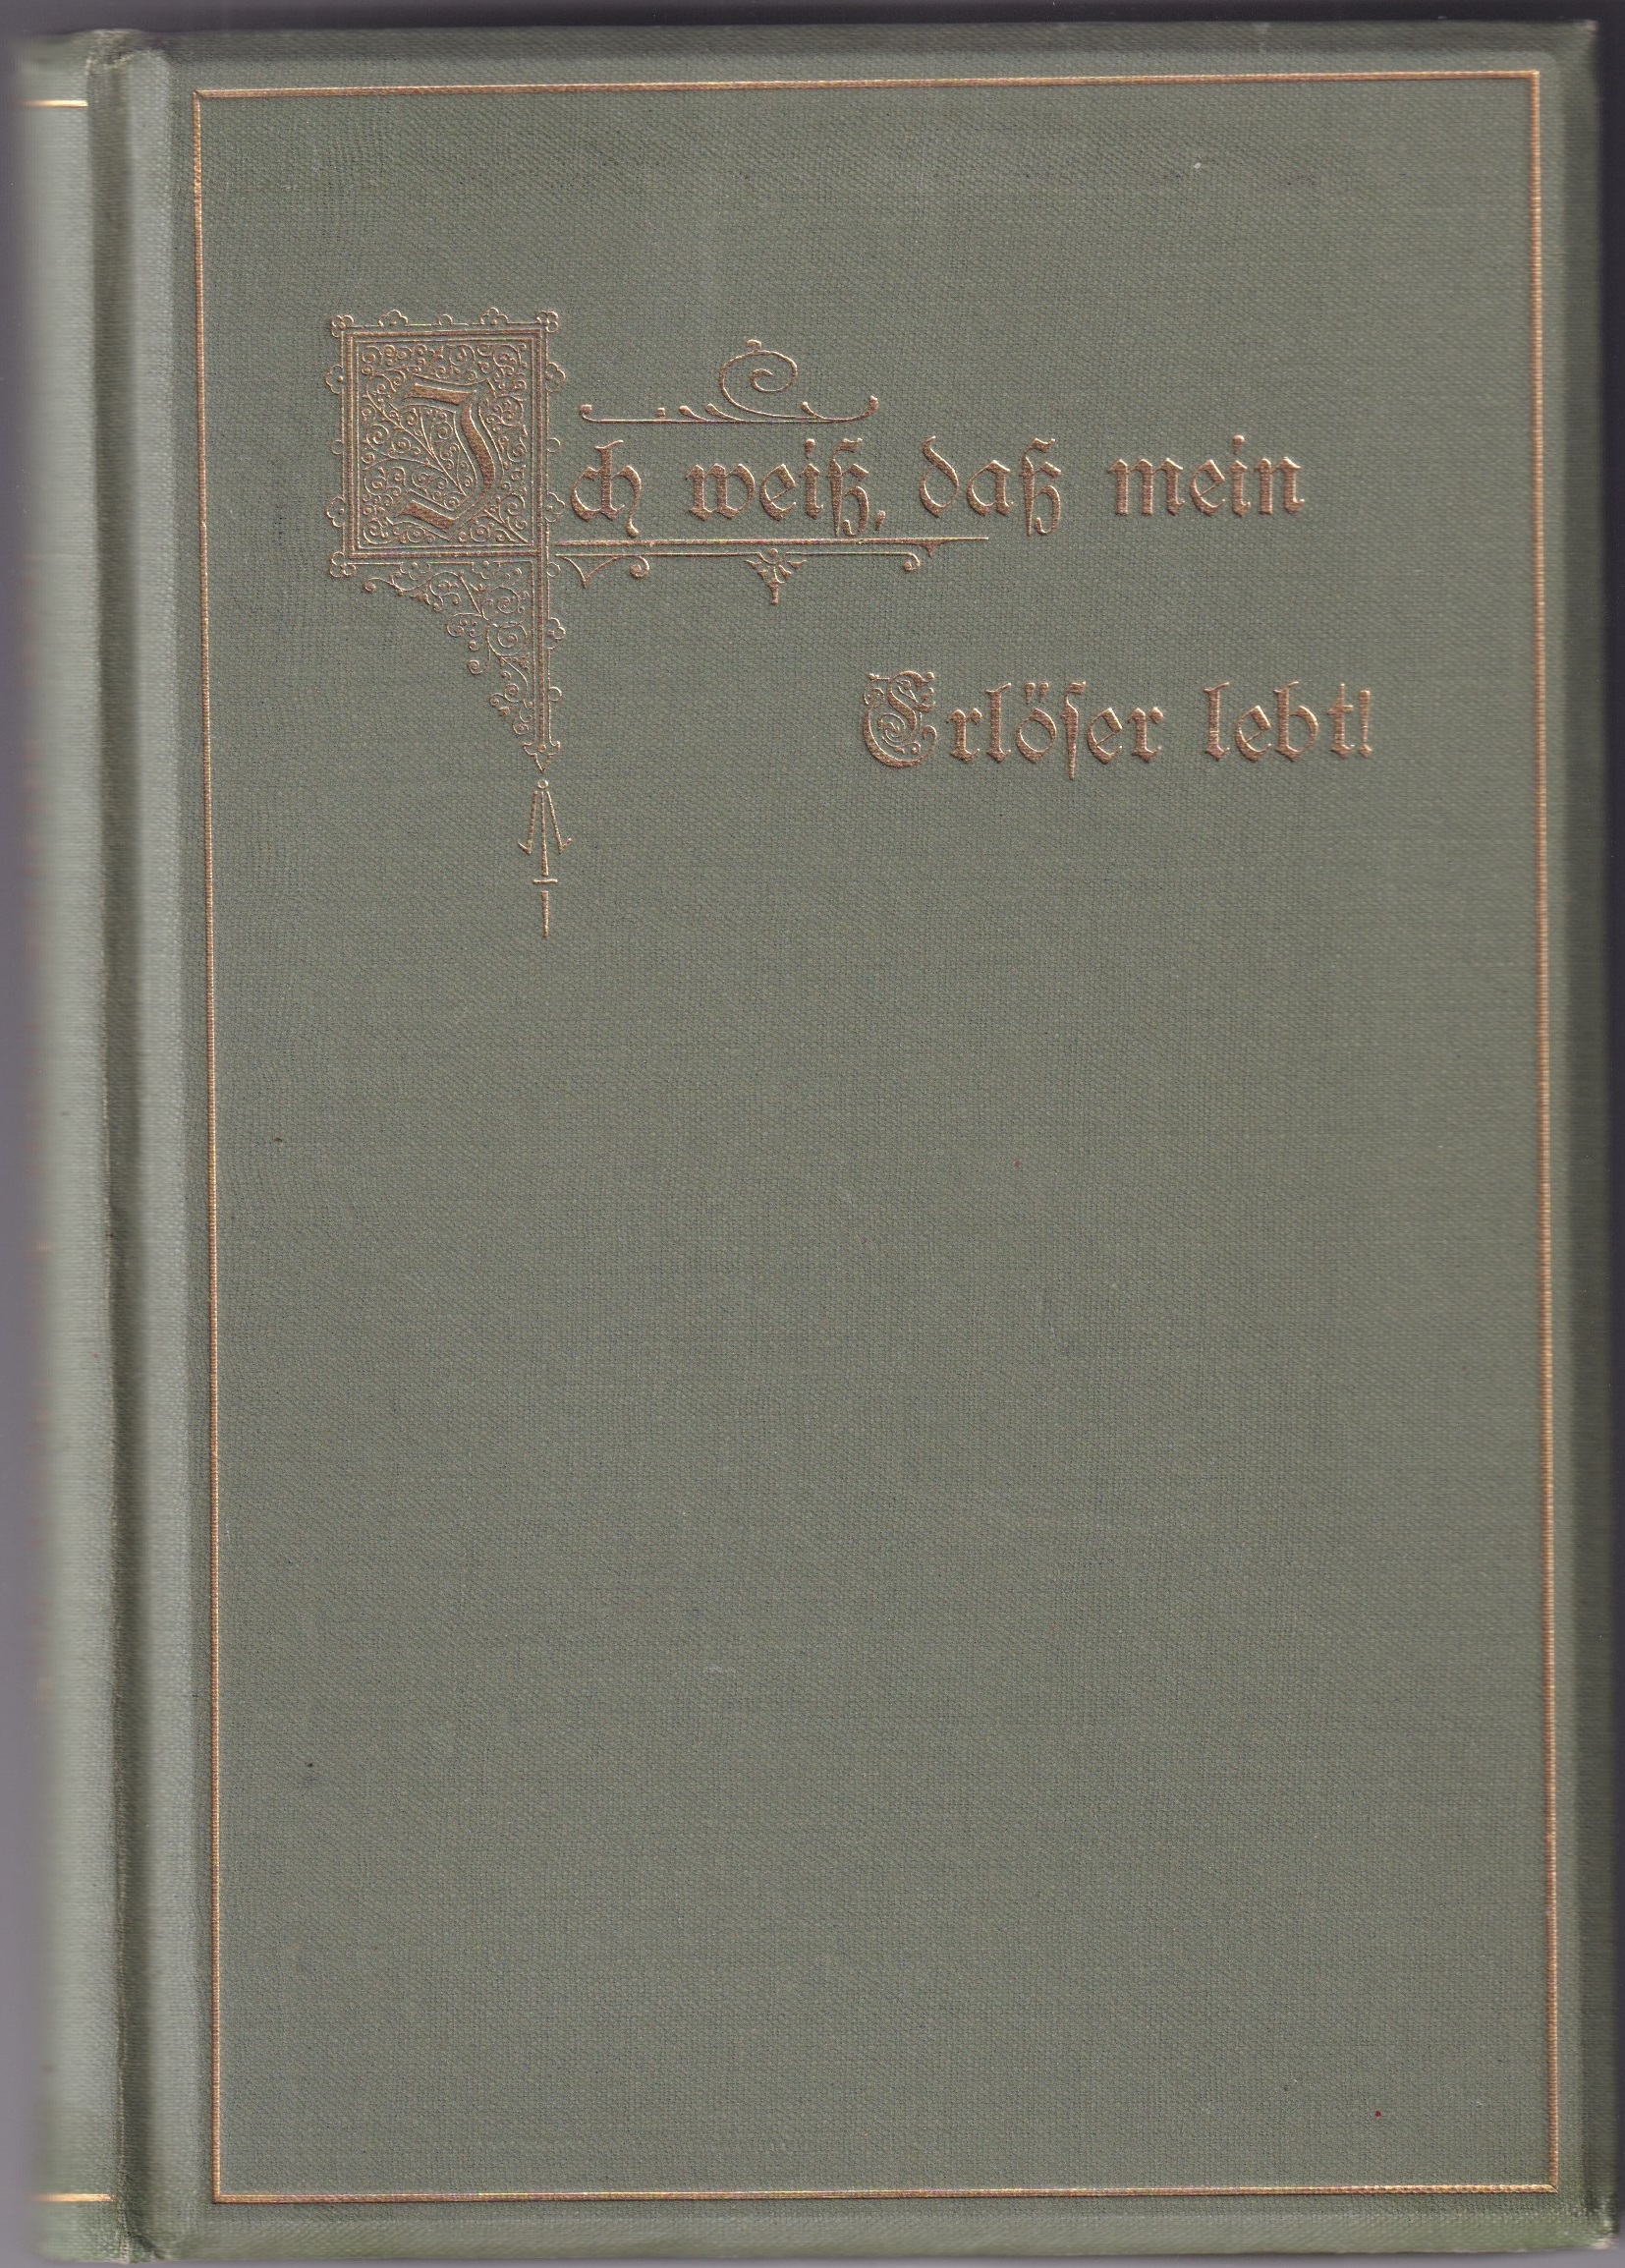 Ich weiß, daß mein
Erlöser lebt!